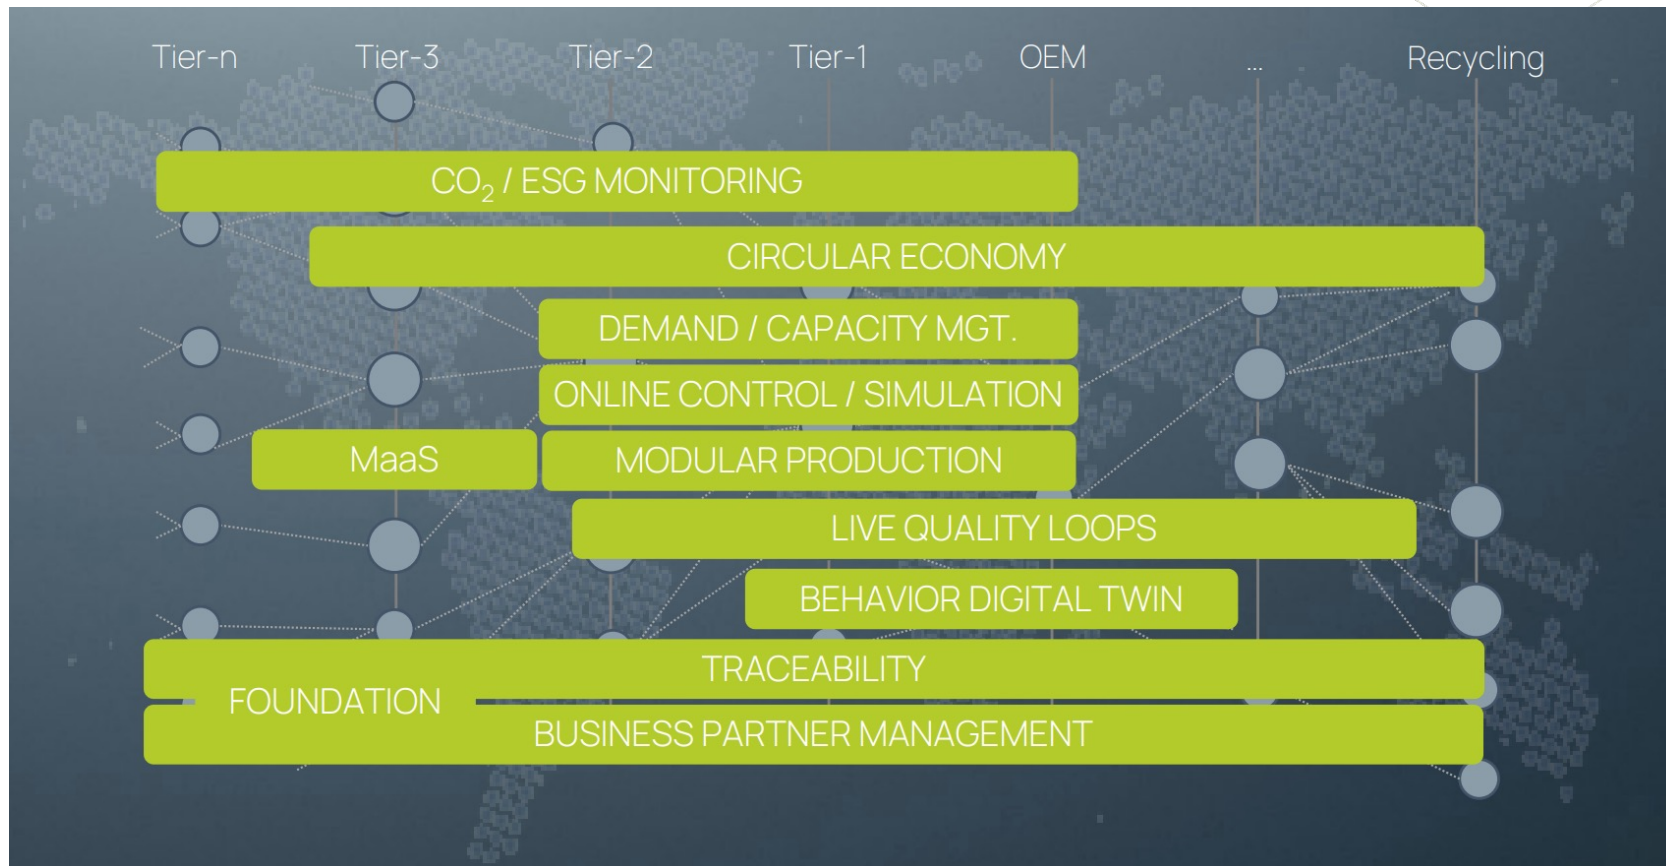 Tier-n Tier-3 Tier-2 Tier-1 OEM ... Recycling
CO₂ / ESG MONITORING
CIRCULAR ECONOMY
DEMAND / CAPACITY MGT.
ONLINE CONTROL / SIMULATION
MaaS MODULAR PRODUCTION
LIVE QUALITY LOOPS
BEHAVIOR DIGITAL TWIN
TRACEABILITY
FOUNDATION
BUSINESS PARTNER MANAGEMENT